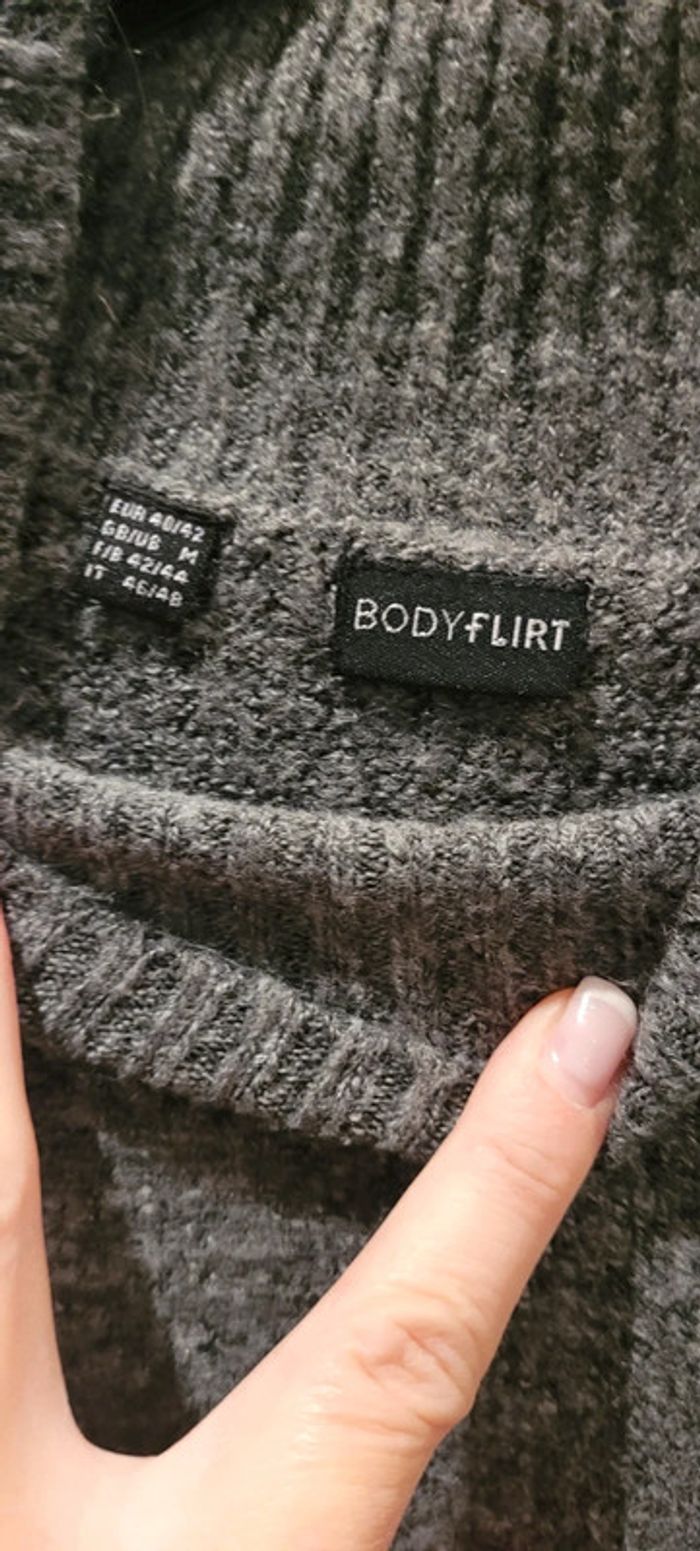 EUR 40/42
GB/US M
F/B 42/44
IT 46/48
BODYFLIRT